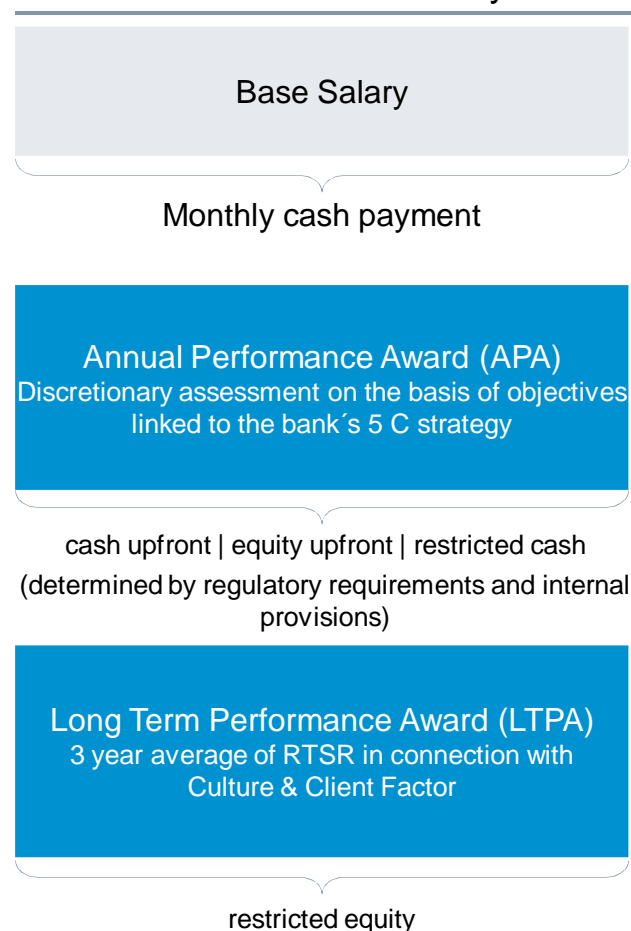 Base Salary
Monthly cash payment
Annual Performance Award (APA)
Discretionary assessment on the basis of objectives
linked to the bank´s 5 C strategy
cash upfront | equity upfront | restricted cash
(determined by regulatory requirements and internal
provisions)
Long Term Performance Award (LTPA)
3 year average of RTSR in connection with
Culture & Client Factor
restricted equity